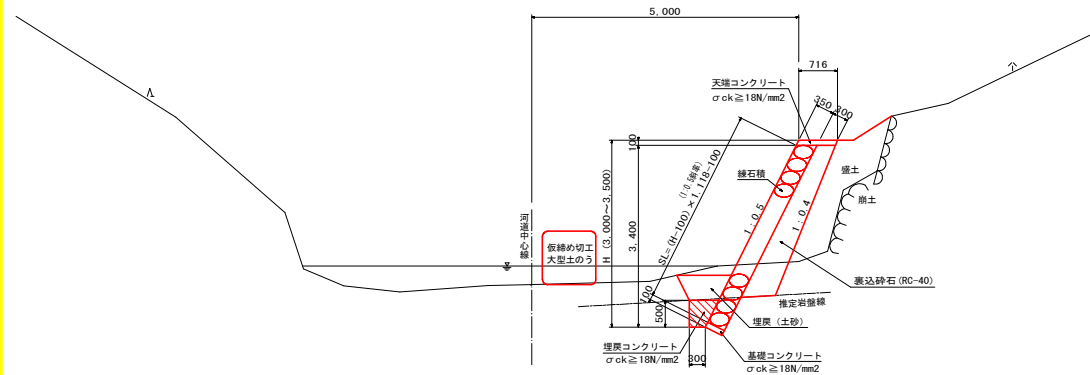 5,000
716
天端コンクリート
σck≧18N/mm2
350
300
100
H (3,000～3,500)
3,400
SL=(H-100)×1.118-100
(1:0.5斜率)
練石積
盛土
崩土
1:0.5
1:0.4
河道中心線
仮締め切工
大型土のう
裏込砕石(RC-40)
推定岩盤線
100
500
埋戻（土砂）
埋戻コンクリート
σck≧18N/mm2
300
基礎コンクリート
σck≧18N/mm2